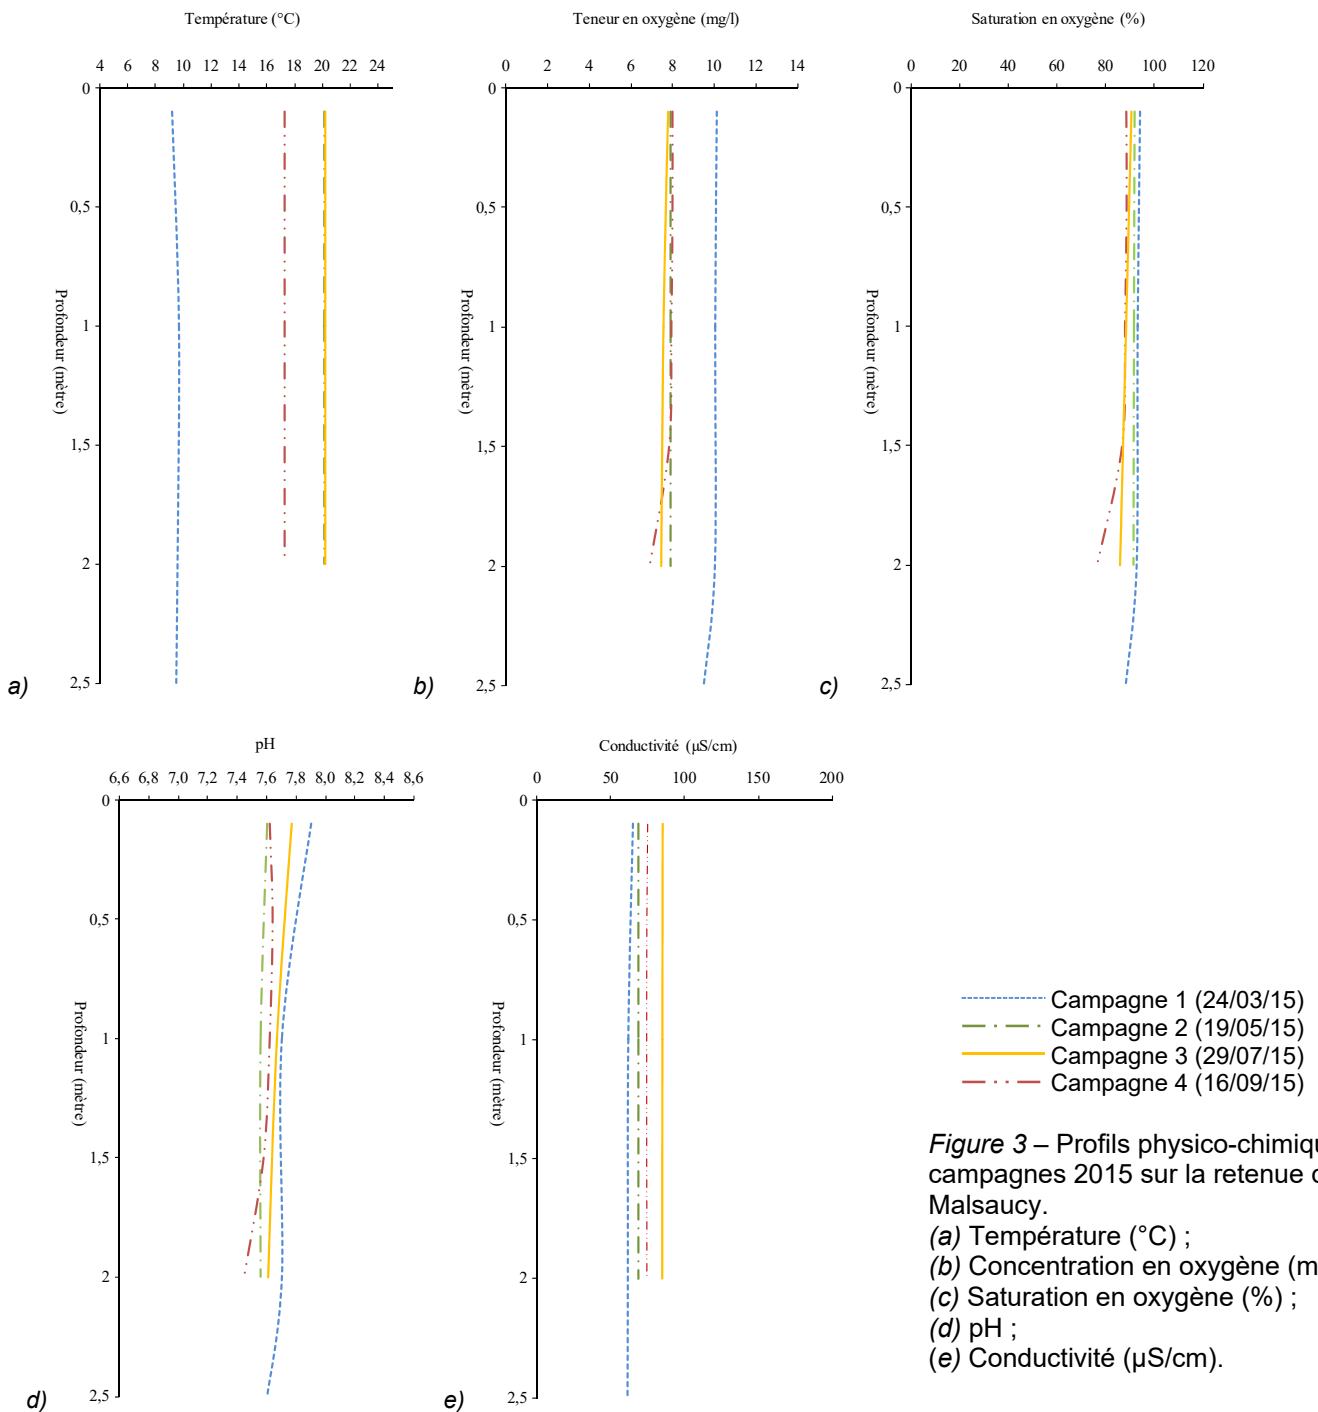 Température (°C)
4 6 8 10 12 14 16 18 20 22 24
0
0,5
1
1,5
2
2,5
Profondeur (mètre)
a)
Teneur en oxygène (mg/l)
0 2 4 6 8 10 12 14
0
0,5
1
1,5
2
2,5
Profondeur (mètre)
b)
Saturation en oxygène (%)
0 20 40 60 80 100 120
0
0,5
1
1,5
2
2,5
Profondeur (mètre)
c)
pH
6,6 6,8 7,0 7,2 7,4 7,6 7,8 8,0 8,2 8,4 8,6
0
0,5
1
1,5
2
2,5
Profondeur (mètre)
d)
Conductivité (µS/cm)
0 50 100 150 200
0
0,5
1
1,5
2
2,5
Profondeur (mètre)
e)
Campagne 1 (24/03/15)
Campagne 2 (19/05/15)
Campagne 3 (29/07/15)
Campagne 4 (16/09/15)
Figure 3 – Profils
campagnes 2015 sur la retenue
Malsaucy.
(a) Température (°C) ;
(b) Concentration en oxygène
(c) Saturation en oxygène (%) ;
(d) pH ;
(e) Conductivité (µS/cm).